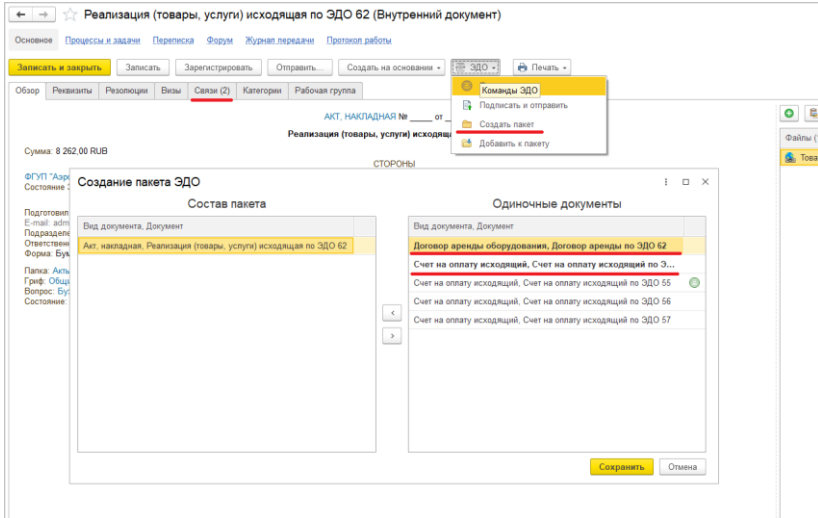 Реализация (товары, услуги) исходящая по ЭДО 62 (Внутренний документ)
Основное Процессы и задачи Переписка Форум Журнал передачи Протокол работы
Записать и закрыть Записать Зарегистрировать Отправить... Создать на основании ЭДО Печать
Команды ЭДО
Подписать и отправить
Создать пакет
Добавить к пакету
Обзор Реквизиты Резолюции Визы Связи (2) Категории Рабочая группа
АКТ, НАКЛАДНАЯ № _____ от _
Реализация (товары, услуги) исходящ
Файлы (
Сумма: 8 262,00 RUB
Това
СТОРОНЫ
ФГУП "Аэро
Состояние Э
Подготовил
E-mail: adm
Подразделе
Ответствен
Форма: Бум
Папка: Акты
Гриф: Обще
Вопрос: Бух
Состояние:
Создание пакета ЭДО
Состав пакета
Вид документа, Документ
Акт, накладная, Реализация (товары, услуги) исходящая по ЭДО 62
Одиночные документы
Вид документа, Документ
Договор аренды оборудования, Договор аренды по ЭДО 62
Счет на оплату исходящий, Счет на оплату исходящий по Э...
Счет на оплату исходящий, Счет на оплату исходящий по ЭДО 55
Счет на оплату исходящий, Счет на оплату исходящий по ЭДО 56
Счет на оплату исходящий, Счет на оплату исходящий по ЭДО 57
Сохранить Отмена